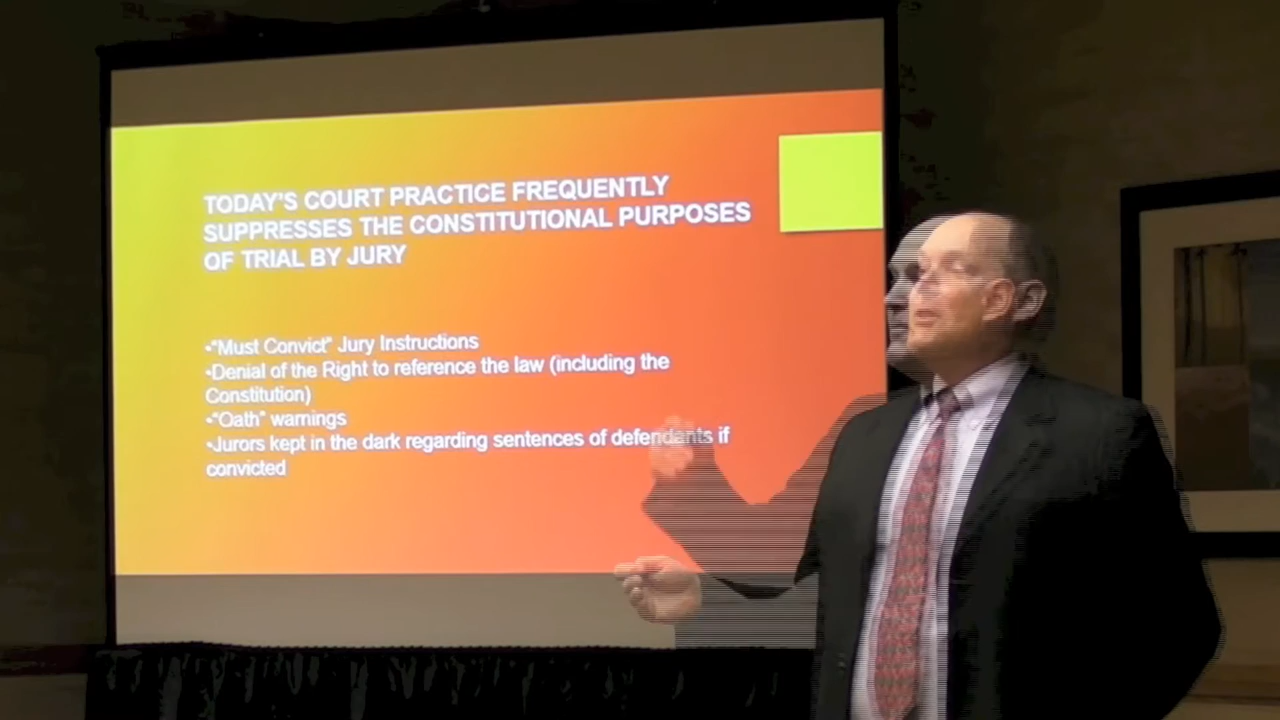 TODAY'S COURT PRACTICE FREQUENTLY
SUPPRESSES THE CONSTITUTIONAL PURPOSES
OF TRIAL BY JURY
•"Must Convict" Jury Instructions
•Denial of the Right to reference the law (including the
Constitution)
•"Oath" warnings
•Jurors kept in the dark regarding sentences of defendants if
convicted